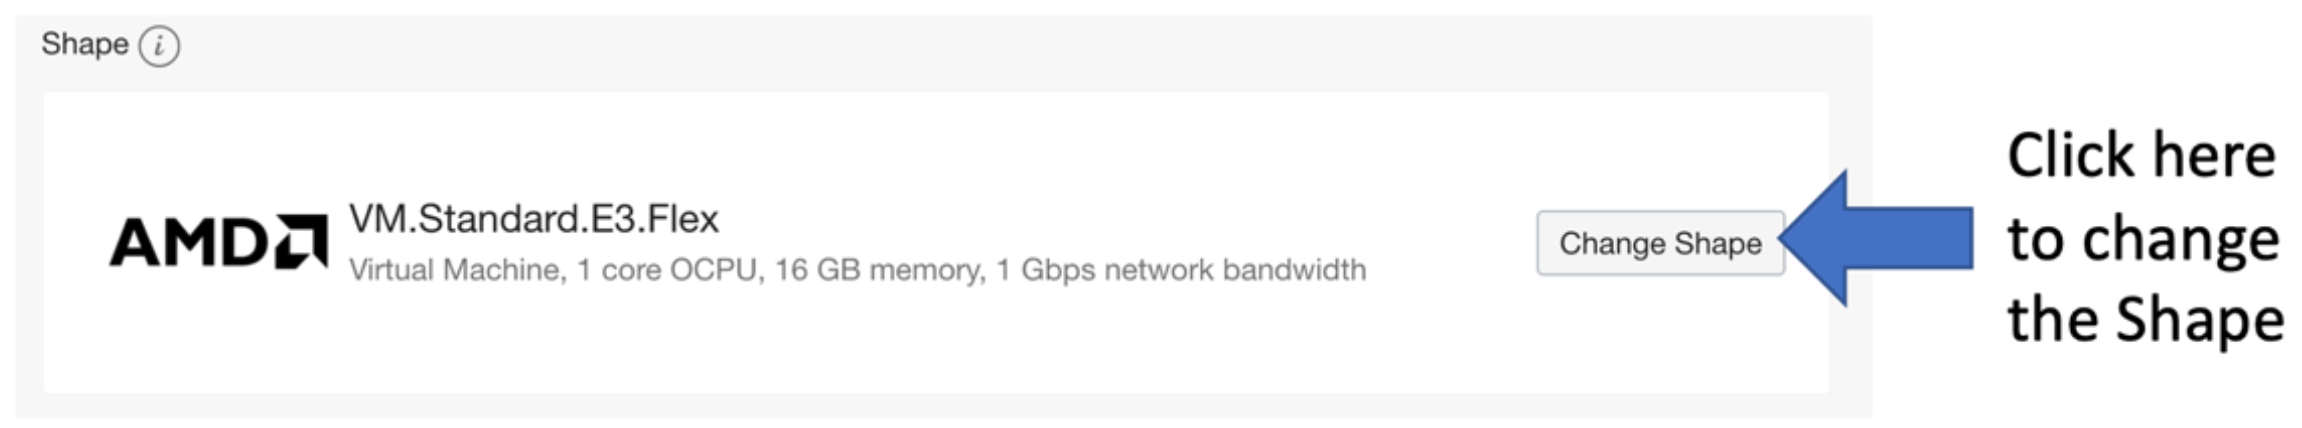 Shape i
AMD
VM.Standard.E3.Flex
Virtual Machine, 1 core OCPU, 16 GB memory, 1 Gbps network bandwidth
Change Shape
Click here
to change
the Shape